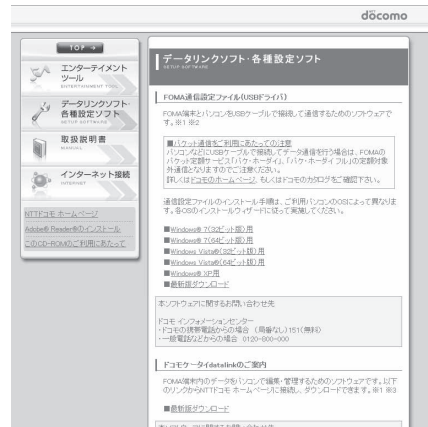 döcomo
TOP →
エンターテイメント
ツール
ENTERTAINMENT TOOL
データリンクソフト・
各種設定ソフト
SETUP SOFTWARE
取扱説明書
MANUAL
インターネット接続
INTERNET
NTTドコモ ホームページ
Adobe® Reader®のインストール
このCD-ROMのご利用にあたって
データリンクソフト・各種設定ソフト
SETUP SOFTWARE
FOMA通信設定ファイル(USBドライバ)
FOMA端末とパソコンをUSBケーブルで接続して通信するためのソフトウェアで
す。※1 ※2
■パケット通信をご利用にあたっての注意
パソコンなどにUSBケーブルで接続してデータ通信を行う場合は、FOMAの
パケット定額サービス「パケ・ホーダイ」、「パケ・ホーダイ フル」の定額対象
外通信となりますのでご注意ください。
詳しくはドコモのホームページ、もしくはドコモのカタログをご確認下さい。
通信設定ファイルのインストール手順は、ご利用パソコンのOSによって異なりま
す。各OSのインストールウィザードに従って実施してください。
■Windows® 7(32ビット版)用
■Windows® 7(64ビット版)用
■Windows Vista®(32ビット版)用
■Windows Vista®(64ビット版)用
■Windows® XP用
■最新版ダウンロード
本ソフトウェアに関するお問い合わせ先
ドコモ インフォメーションセンター
・ドコモの携帯電話からの場合 (局番なし)151(無料)
・一般電話などからの場合 0120-800-000
ドコモケータイdatalinkのご案内
FOMA端末内のデータをパソコンで編集・管理するためのソフトウェアです。以下
のリンクからNTTドコモ ホームページに接続し、ダウンロードできます。※1 ※3
■最新版ダウンロード